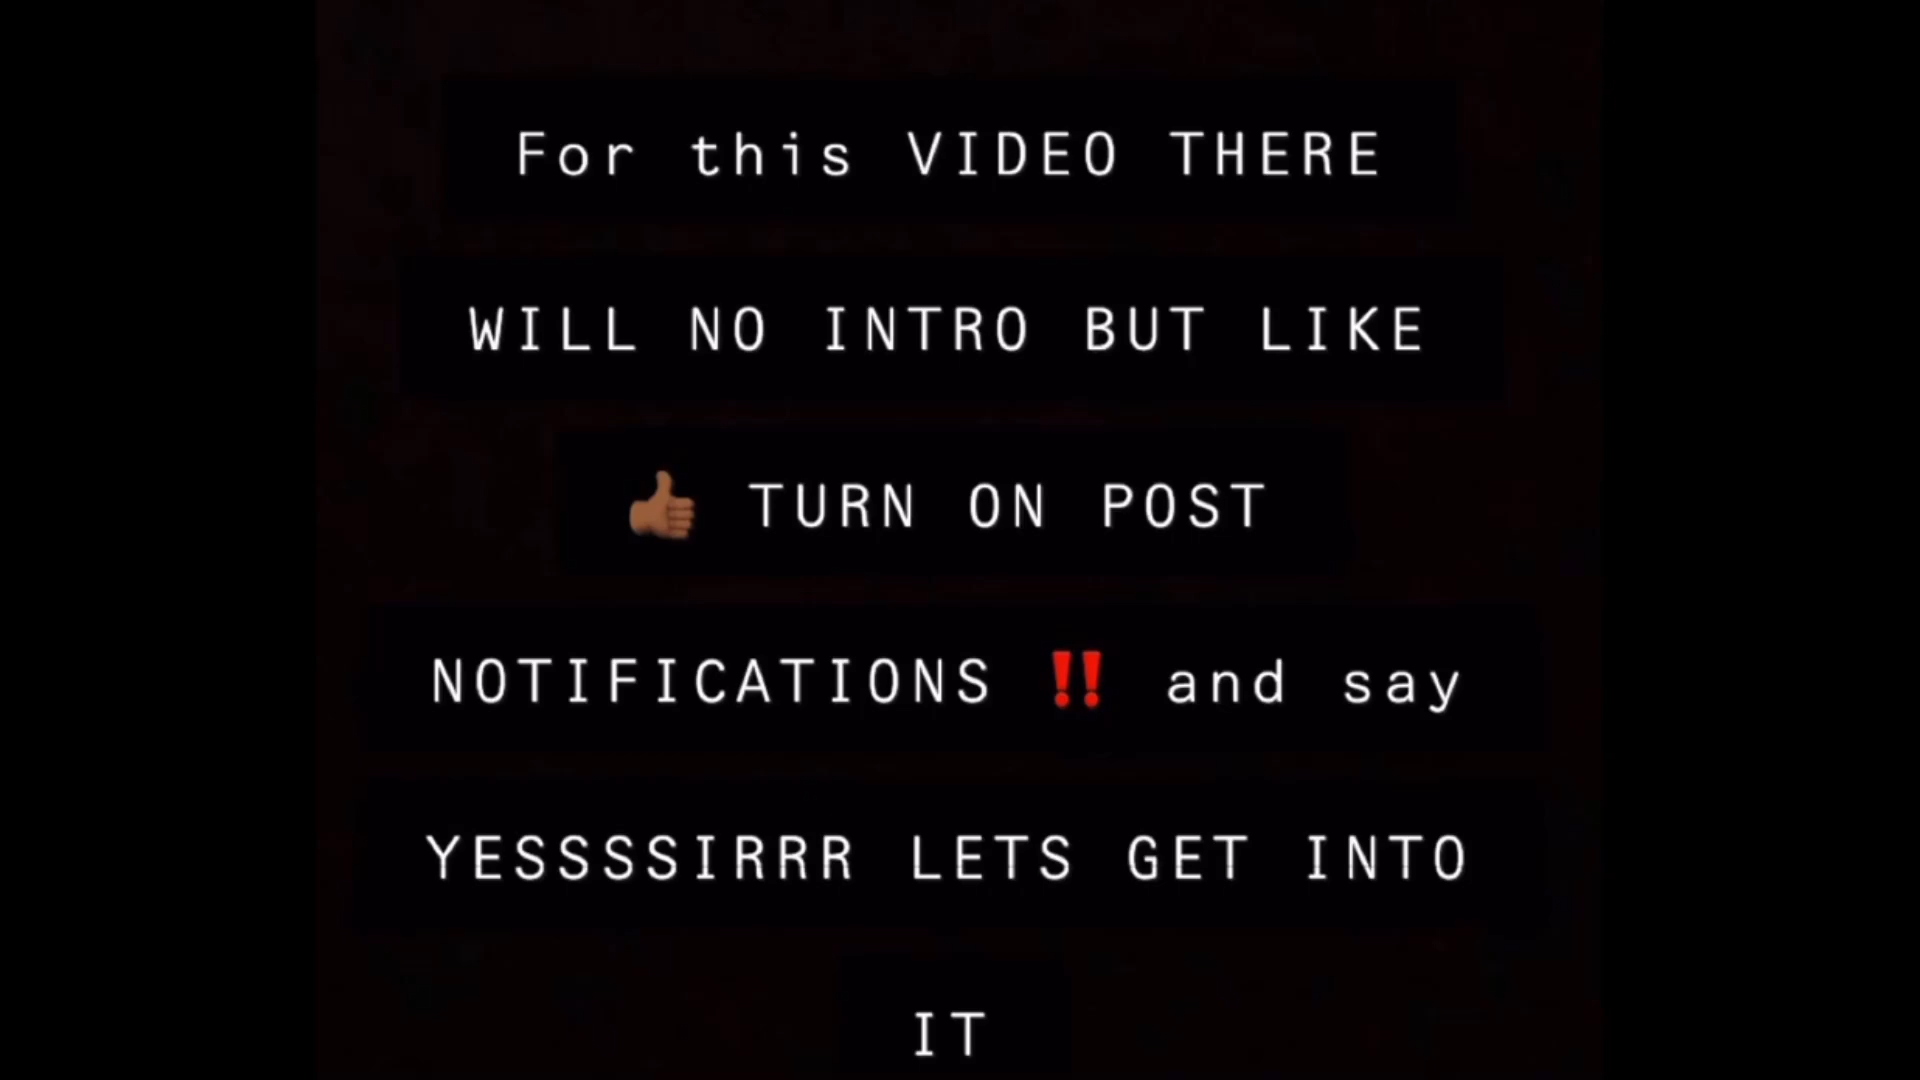 For this VIDEO THERE
WILL NO INTRO BUT LIKE
👍🏽 TURN ON POST
NOTIFICATIONS ‼️ and say
YESSSSIRRR LETS GET INTO
IT